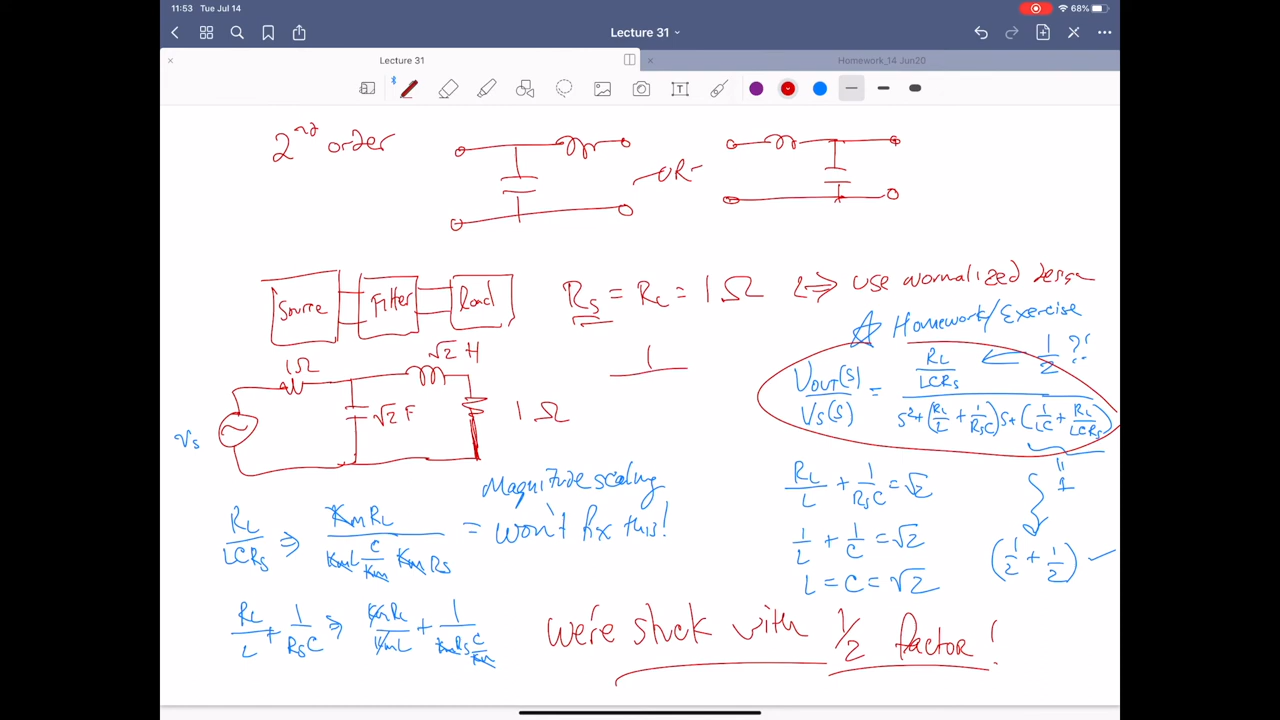 11:53 Tue Jul 14
68%
Lecture 31
Lecture 31
Homework_14 Jun20
2nd order
OR
Source
Filter
Load
Rs = RL = 1Ω ⇔ use normalized design
Homework/Exercise
1Ω
√2 H
√2 F
1Ω
Vs
1
VOUT(s)/Vs(s) = (RL/LCRs) / (s² + (RL/L + 1/RsC)s + (1/LC + RL/LCRs))
1/2 ?!
Magnitude scaling
won't fix this!
RL/LCRs ⇒ KmRL / (KmL C/Km KmRs) =
RL/L + 1/RsC ⇒ KmRL/KmL + 1/(KmRs C/Km)
RL/L + 1/RsC = √2
1/L + 1/C = √2
L = C = √2
" 1
(1/2 + 1/2) ✓
We're stuck with 1/2 factor!